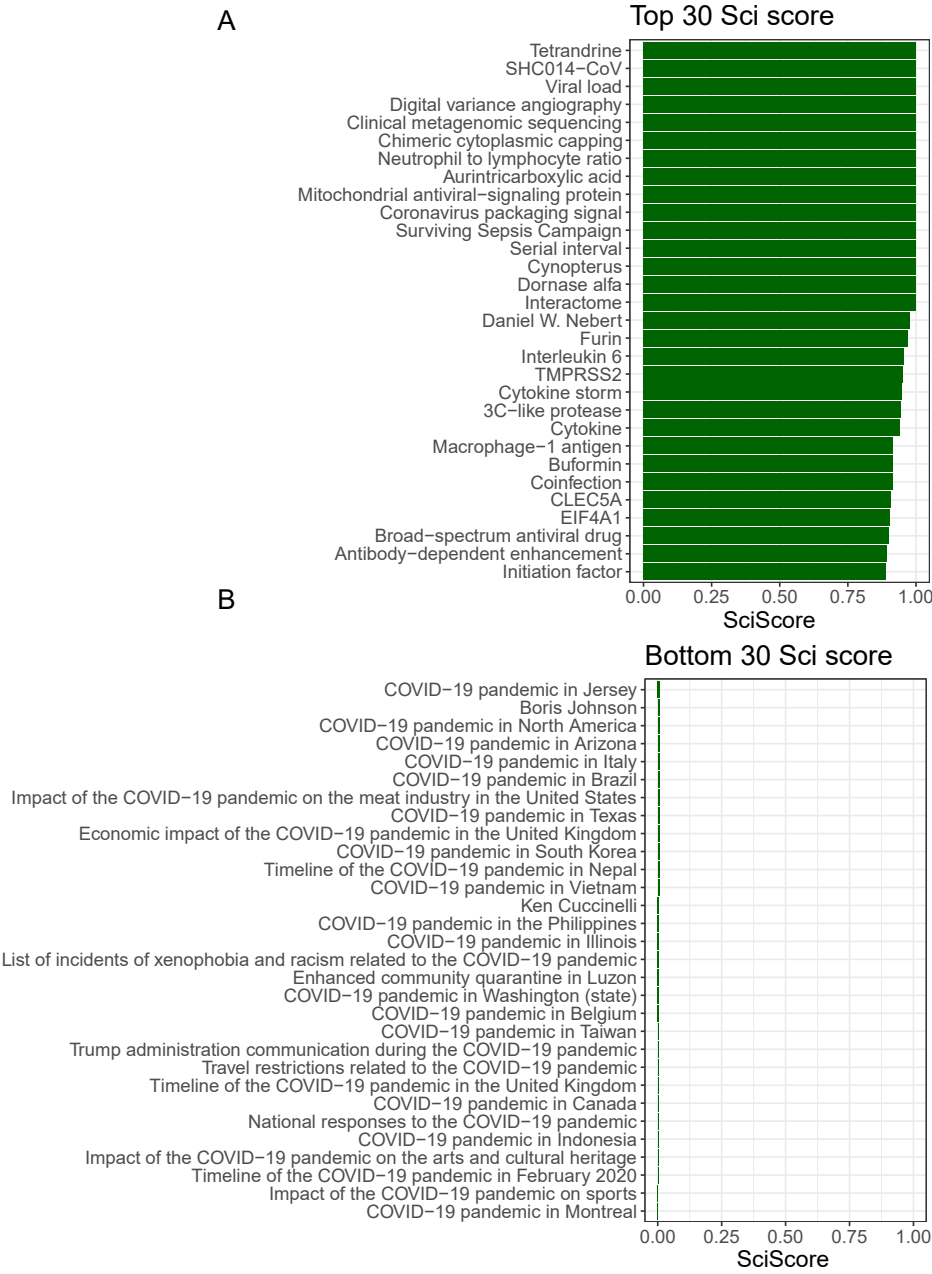 A
Top 30 Sci score
Tetrandrine
SHC014−CoV
Viral load
Digital variance angiography
Clinical metagenomic sequencing
Chimeric cytoplasmic capping
Neutrophil to lymphocyte ratio
Aurintricarboxylic acid
Mitochondrial antiviral−signaling protein
Coronavirus packaging signal
Surviving Sepsis Campaign
Serial interval
Cynopterus
Dornase alfa
Interactome
Daniel W. Nebert
Furin
Interleukin 6
TMPRSS2
Cytokine storm
3C−like protease
Cytokine
Macrophage−1 antigen
Buformin
Coinfection
CLEC5A
EIF4A1
Broad−spectrum antiviral drug
Antibody−dependent enhancement
Initiation factor
0.00 0.25 0.50 0.75 1.00
SciScore
B
Bottom 30 Sci score
COVID−19 pandemic in Jersey
Boris Johnson
COVID−19 pandemic in North America
COVID−19 pandemic in Arizona
COVID−19 pandemic in Italy
COVID−19 pandemic in Brazil
Impact of the COVID−19 pandemic on the meat industry in the United States
COVID−19 pandemic in Texas
Economic impact of the COVID−19 pandemic in the United Kingdom
COVID−19 pandemic in South Korea
Timeline of the COVID−19 pandemic in Nepal
COVID−19 pandemic in Vietnam
Ken Cuccinelli
COVID−19 pandemic in the Philippines
COVID−19 pandemic in Illinois
List of incidents of xenophobia and racism related to the COVID−19 pandemic
Enhanced community quarantine in Luzon
COVID−19 pandemic in Washington (state)
COVID−19 pandemic in Belgium
COVID−19 pandemic in Taiwan
Trump administration communication during the COVID−19 pandemic
Travel restrictions related to the COVID−19 pandemic
Timeline of the COVID−19 pandemic in the United Kingdom
COVID−19 pandemic in Canada
National responses to the COVID−19 pandemic
COVID−19 pandemic in Indonesia
Impact of the COVID−19 pandemic on the arts and cultural heritage
Timeline of the COVID−19 pandemic in February 2020
Impact of the COVID−19 pandemic on sports
COVID−19 pandemic in Montreal
0.00 0.25 0.50 0.75 1.00
SciScore